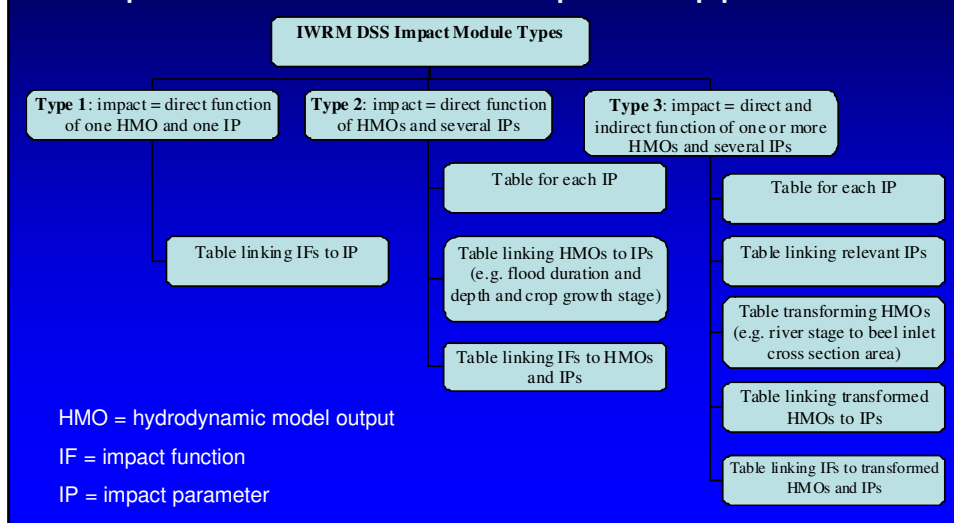 IWRM DSS Impact Module Types
Type 1: impact = direct function
of one HMO and one IP
Table linking IFs to IP
Type 2: impact = direct function
of HMOs and several IPs
Table for each IP
Table linking HMOs to IPs
(e.g. flood duration and
depth and crop growth stage)
Table linking IFs to HMOs
and IPs
Type 3: impact = direct and
indirect function of one or more
HMOs and several IPs
Table for each IP
Table linking relevant IPs
Table transforming HMOs
(e.g. river stage to beel inlet
cross section area)
Table linking transformed
HMOs to IPs
Table linking IFs to transformed
HMOs and IPs
HMO = hydrodynamic model output
IF = impact function
IP = impact parameter